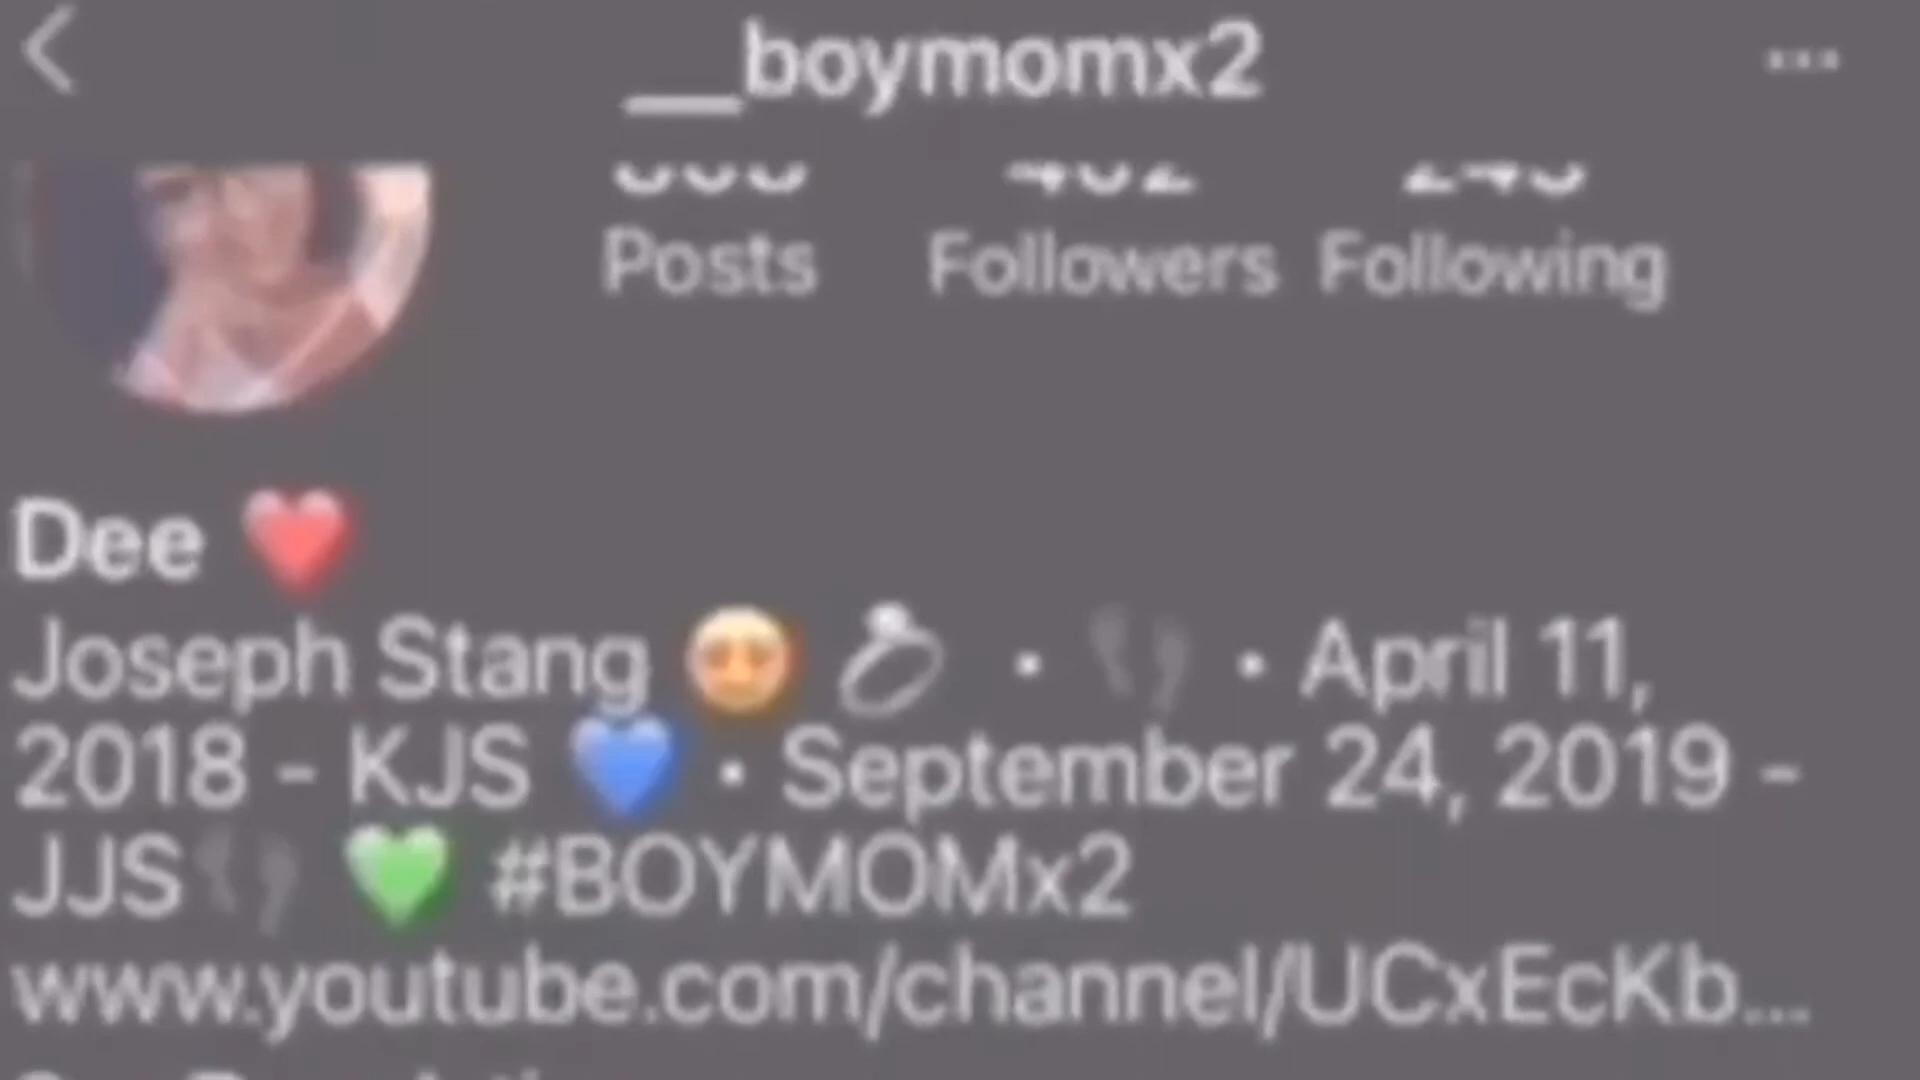 __boymomx2
Posts Followers Following
Dee ❤️
Joseph Stang 😍 💍 • 👣 • April 11,
2018 - KJS 💙 • September 24, 2019 -
JJS👣 💚 #BOYMOMx2
www.youtube.com/channel/UCxEcKb...